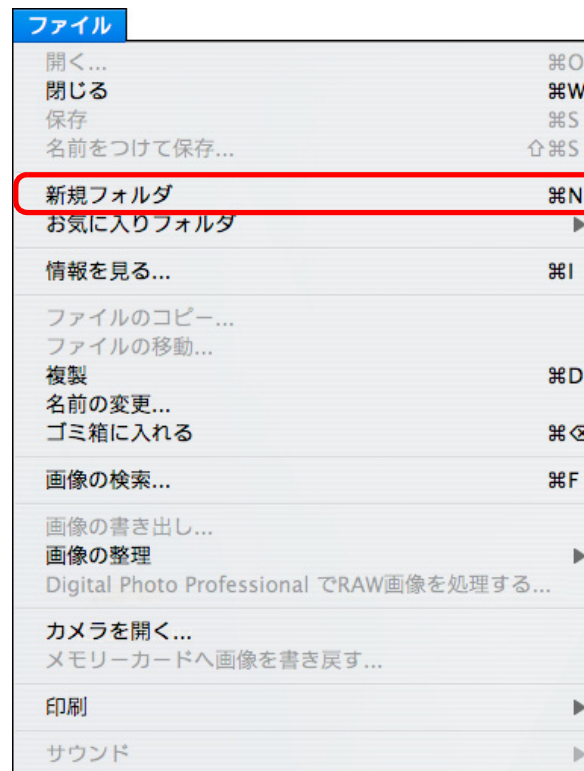 ファイル
開く... ⌘O
閉じる ⌘W
保存 ⌘S
名前をつけて保存... ⇧⌘S
新規フォルダ ⌘N
お気に入りフォルダ ▶
情報を見る... ⌘I
ファイルのコピー...
ファイルの移動...
複製 ⌘D
名前の変更...
ゴミ箱に入れる ⌘⌫
画像の検索... ⌘F
画像の書き出し...
画像の整理 ▶
Digital Photo Professional でRAW画像を処理する...
カメラを開く...
メモリーカードへ画像を書き戻す...
印刷 ▶
サウンド ▶